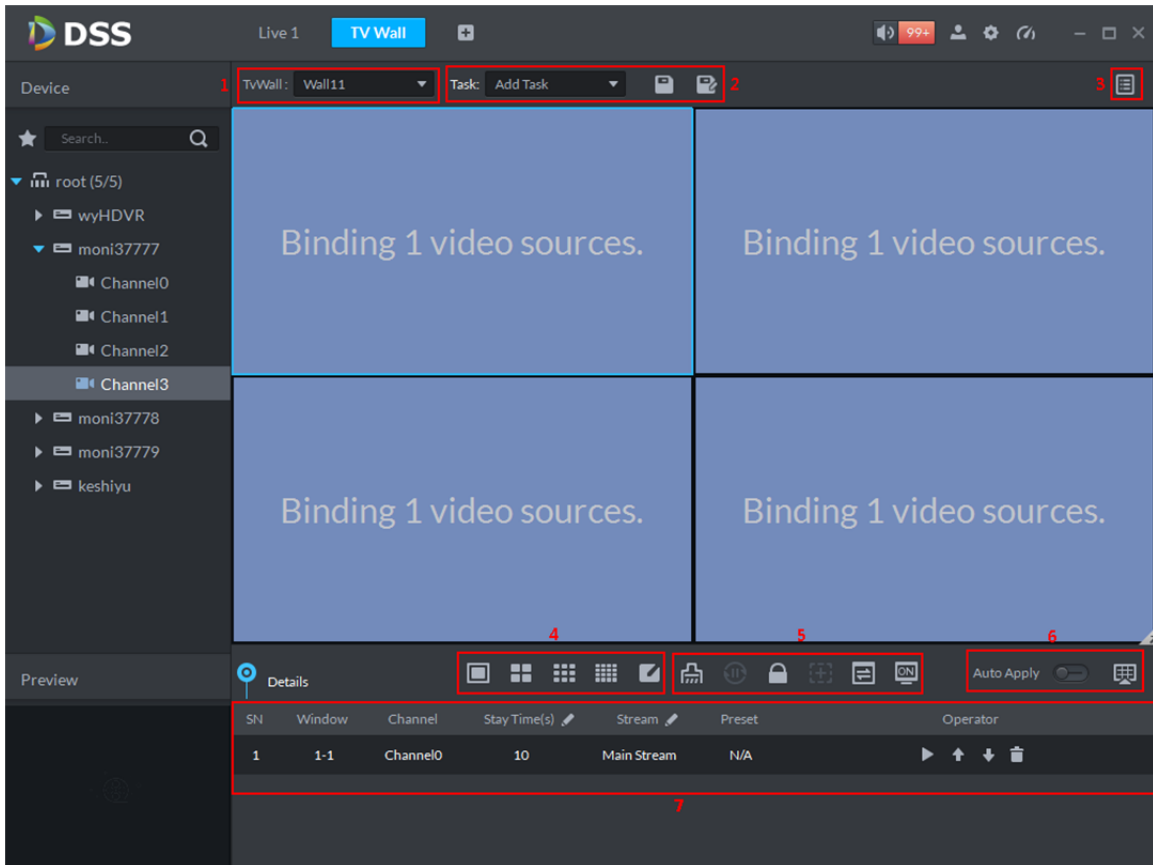 DSS Live 1 TV Wall 99+
Device 1 TvWall: Wall11 Task: Add Task 2 3
Search..
root (5/5)
wyHDVR
moni37777
Channel0
Channel1
Channel2
Channel3
moni37778
moni37779
keshiyu
Binding 1 video sources. Binding 1 video sources.
Binding 1 video sources. Binding 1 video sources.
4 5 6
Preview Details ON Auto Apply
SN Window Channel Stay Time(s) Stream Preset Operator
1 1-1 Channel0 10 Main Stream N/A
7